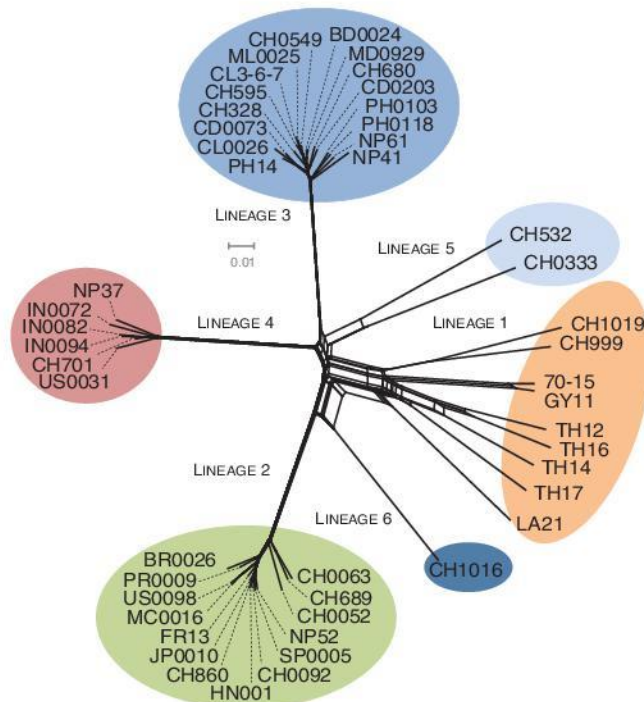 CH0549
BD0024
ML0025
MD0929
CL3-6-7
CH680
CH595
CD0203
CH328
PH0103
CD0073
PH0118
CL0026
NP61
PH14
NP41
LINEAGE 3
0.01
LINEAGE 5
CH532
CH0333
NP37
IN0072
IN0082
IN0094
CH701
US0031
LINEAGE 4
LINEAGE 1
CH1019
CH999
70-15
GY11
TH12
TH16
TH14
TH17
LA21
LINEAGE 2
LINEAGE 6
CH1016
BR0026
PR0009
US0098
MC0016
FR13
JP0010
CH860
HN001
CH0063
CH689
CH0052
NP52
SP0005
CH0092